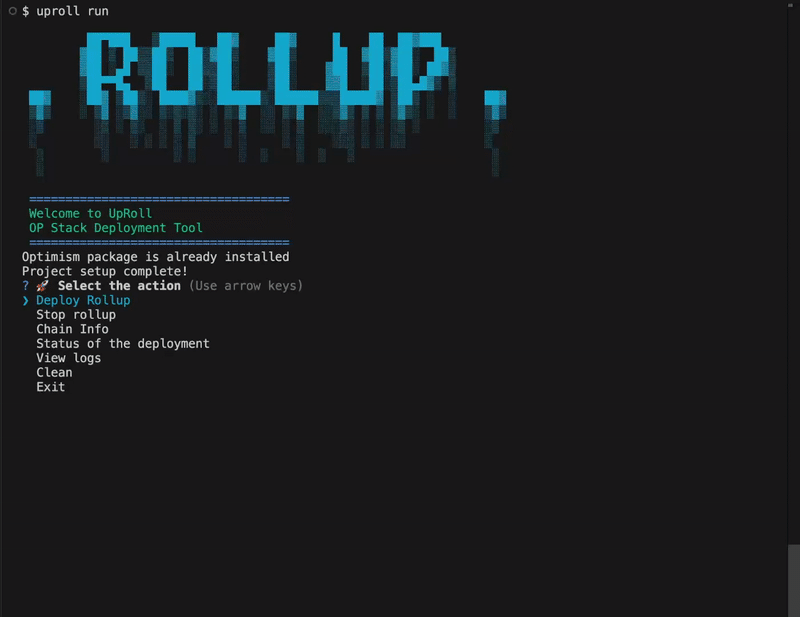 $ uproll run
. ROLLUP .
===================================
Welcome to UpRoll
OP Stack Deployment Tool
===================================
Optimism package is already installed
Project setup complete!
? 🚀 Select the action (Use arrow keys)
❯ Deploy Rollup
Stop rollup
Chain Info
Status of the deployment
View logs
Clean
Exit